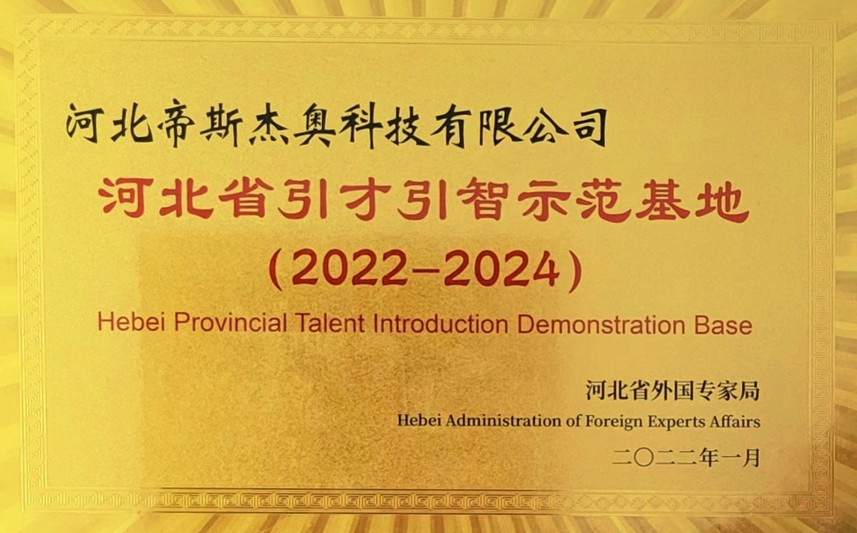 河北帝斯杰奥科技有限公司
河北省引才引智示范基地
（2022–2024）
Hebei Provincial Talent Introduction Demonstration Base
河北省外国专家局
Hebei Administration of Foreign Experts Affairs
二〇二二年一月